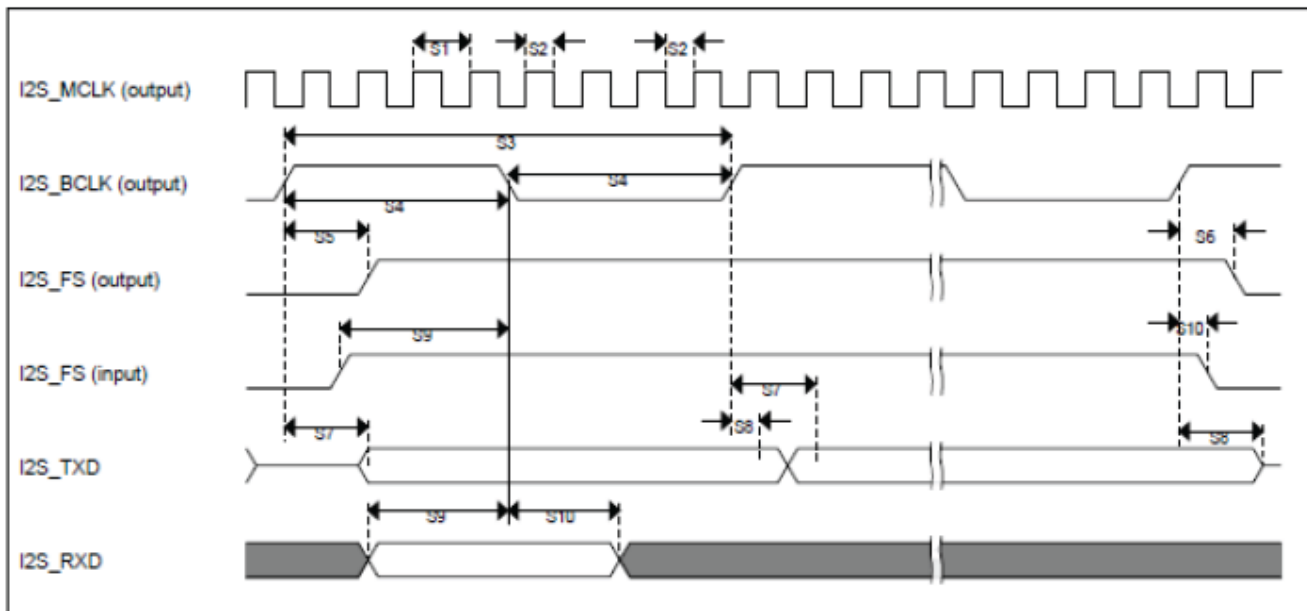 S1
S2
S2
I2S_MCLK (output)
S3
I2S_BCLK (output)
S4
S4
S5
S6
I2S_FS (output)
S9
S10
I2S_FS (input)
S7
S8
S7
S8
I2S_TXD
S9
S10
I2S_RXD